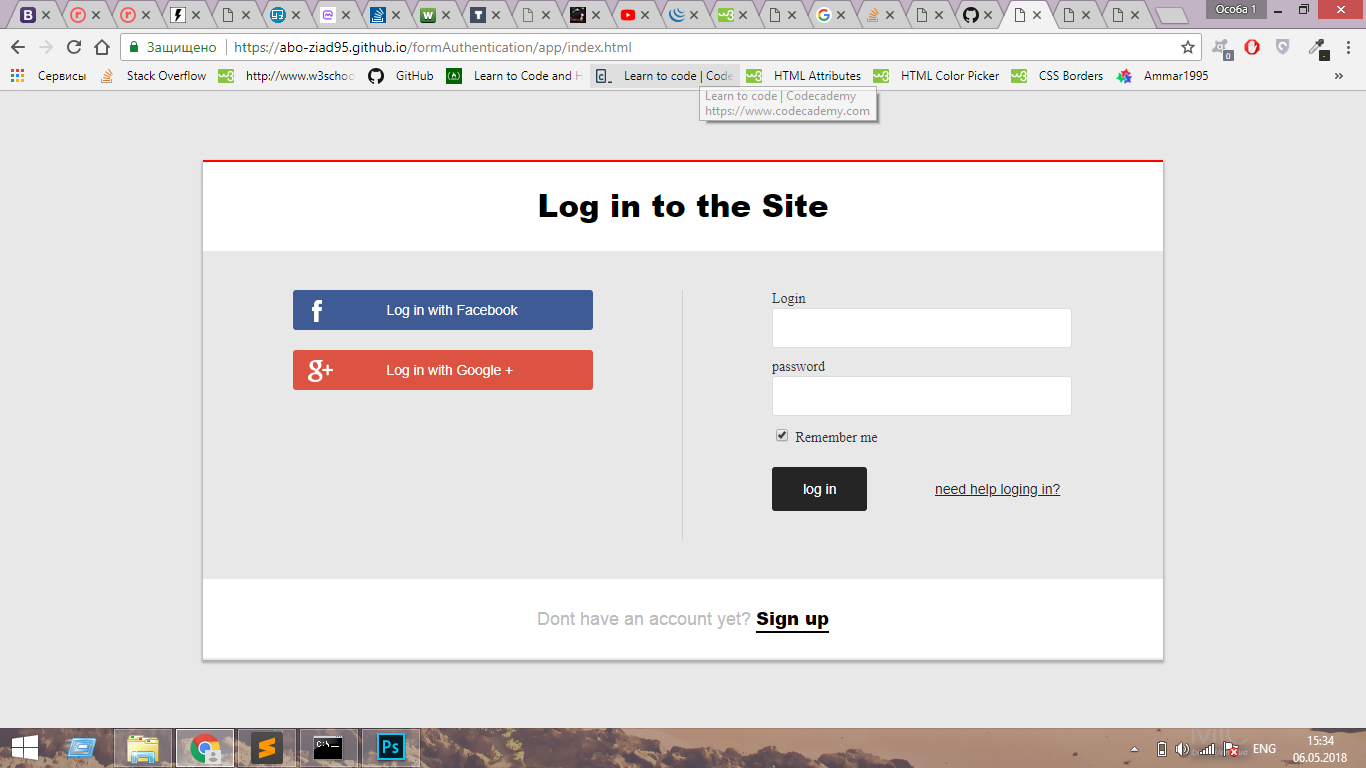 Особа 1
Защищено
https://abo-ziad95.github.io/formAuthentication/app/index.html
Сервисы
Stack Overflow
http://www.w3schoo
GitHub
Learn to Code and H
Learn to code | Code
HTML Attributes
HTML Color Picker
CSS Borders
Ammar1995
»
Learn to code | Codecademy
https://www.codecademy.com
Log in to the Site
Log in with Facebook
Log in with Google +
Login
password
Remember me
log in
need help loging in?
Dont have an account yet? Sign up
ENG
15:34
06.05.2018